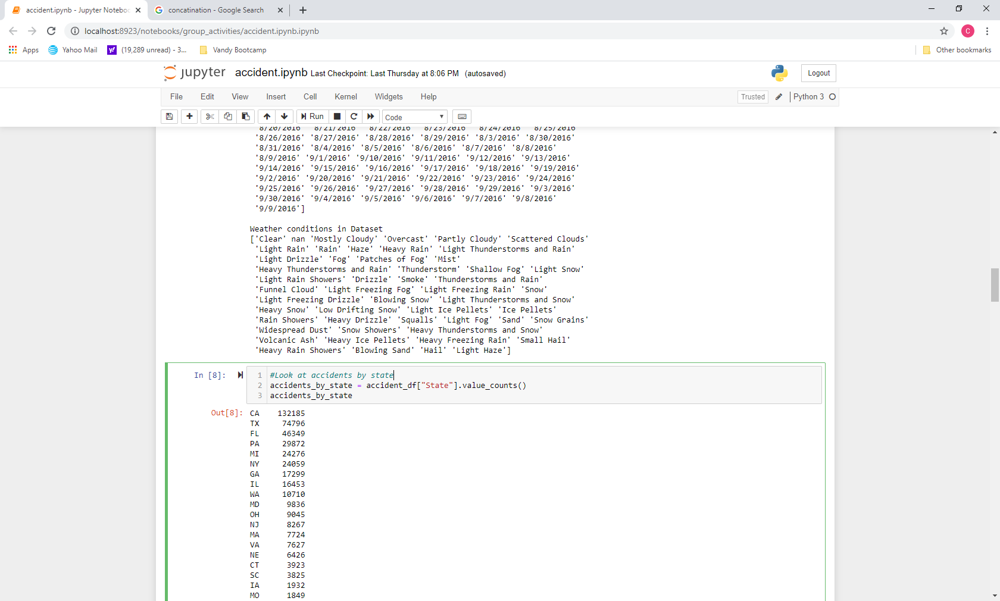 accident.ipynb - Jupyter Noteboo
concatination - Google Search
localhost:8923/notebooks/group_activities/accident.ipynb.ipynb
C
Apps
Yahoo Mail
y! (19,289 unread) - 3...
Vandy Bootcamp
Other bookmarks
jupyter accident.ipynb Last Checkpoint: Last Thursday at 8:06 PM (autosaved)
Logout
File Edit View Insert Cell Kernel Widgets Help
Trusted Python 3
Run Code
'8/20/2016' '8/21/2016' '8/22/2016' '8/23/2016' '8/24/2016' '8/25/2016'
'8/26/2016' '8/27/2016' '8/28/2016' '8/29/2016' '8/3/2016' '8/30/2016'
'8/31/2016' '8/4/2016' '8/5/2016' '8/6/2016' '8/7/2016' '8/8/2016'
'8/9/2016' '9/1/2016' '9/10/2016' '9/11/2016' '9/12/2016' '9/13/2016'
'9/14/2016' '9/15/2016' '9/16/2016' '9/17/2016' '9/18/2016' '9/19/2016'
'9/2/2016' '9/20/2016' '9/21/2016' '9/22/2016' '9/23/2016' '9/24/2016'
'9/25/2016' '9/26/2016' '9/27/2016' '9/28/2016' '9/29/2016' '9/3/2016'
'9/30/2016' '9/4/2016' '9/5/2016' '9/6/2016' '9/7/2016' '9/8/2016'
'9/9/2016']
Weather conditions in Dataset
['Clear' nan 'Mostly Cloudy' 'Overcast' 'Partly Cloudy' 'Scattered Clouds'
'Light Rain' 'Rain' 'Haze' 'Heavy Rain' 'Light Thunderstorms and Rain'
'Light Drizzle' 'Fog' 'Patches of Fog' 'Mist'
'Heavy Thunderstorms and Rain' 'Thunderstorm' 'Shallow Fog' 'Light Snow'
'Light Rain Showers' 'Drizzle' 'Smoke' 'Thunderstorms and Rain'
'Funnel Cloud' 'Light Freezing Fog' 'Light Freezing Rain' 'Snow'
'Light Freezing Drizzle' 'Blowing Snow' 'Light Thunderstorms and Snow'
'Heavy Snow' 'Low Drifting Snow' 'Light Ice Pellets' 'Ice Pellets'
'Rain Showers' 'Heavy Drizzle' 'Squalls' 'Light Fog' 'Sand' 'Snow Grains'
'Widespread Dust' 'Snow Showers' 'Heavy Thunderstorms and Snow'
'Volcanic Ash' 'Heavy Ice Pellets' 'Heavy Freezing Rain' 'Small Hail'
'Heavy Rain Showers' 'Blowing Sand' 'Hail' 'Light Haze']
In [8]: 1 #Look at accidents by state
2 accidents_by_state = accident_df["State"].value_counts()
3 accidents_by_state
Out[8]: CA 132185
TX 74796
FL 46349
PA 29872
MI 24276
NY 24059
GA 17299
IL 16453
WA 10710
MD 9836
OH 9045
NJ 8267
MA 7724
VA 7627
NE 6426
CT 3923
SC 3825
IA 1932
MO 1849